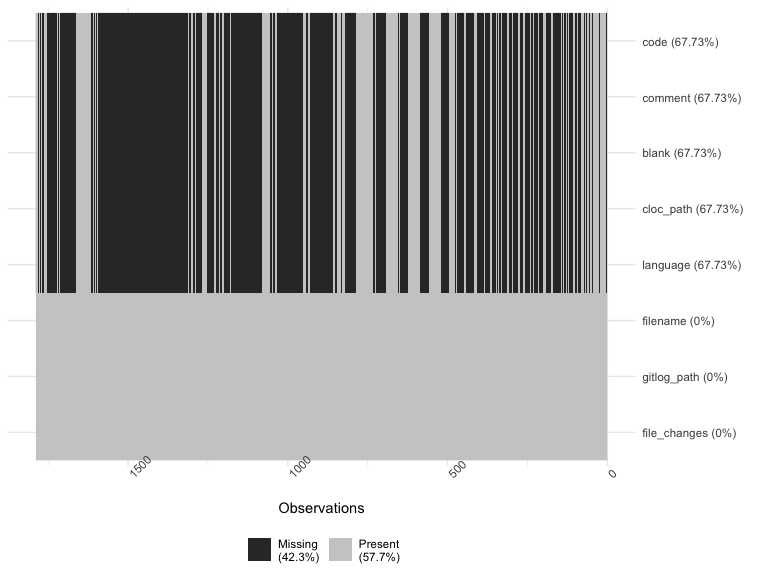 code (67.73%)
comment (67.73%)
blank (67.73%)
cloc_path (67.73%)
language (67.73%)
filename (0%)
gitlog_path (0%)
file_changes (0%)
1500
1000
500
0
Observations
Missing
(42.3%)
Present
(57.7%)